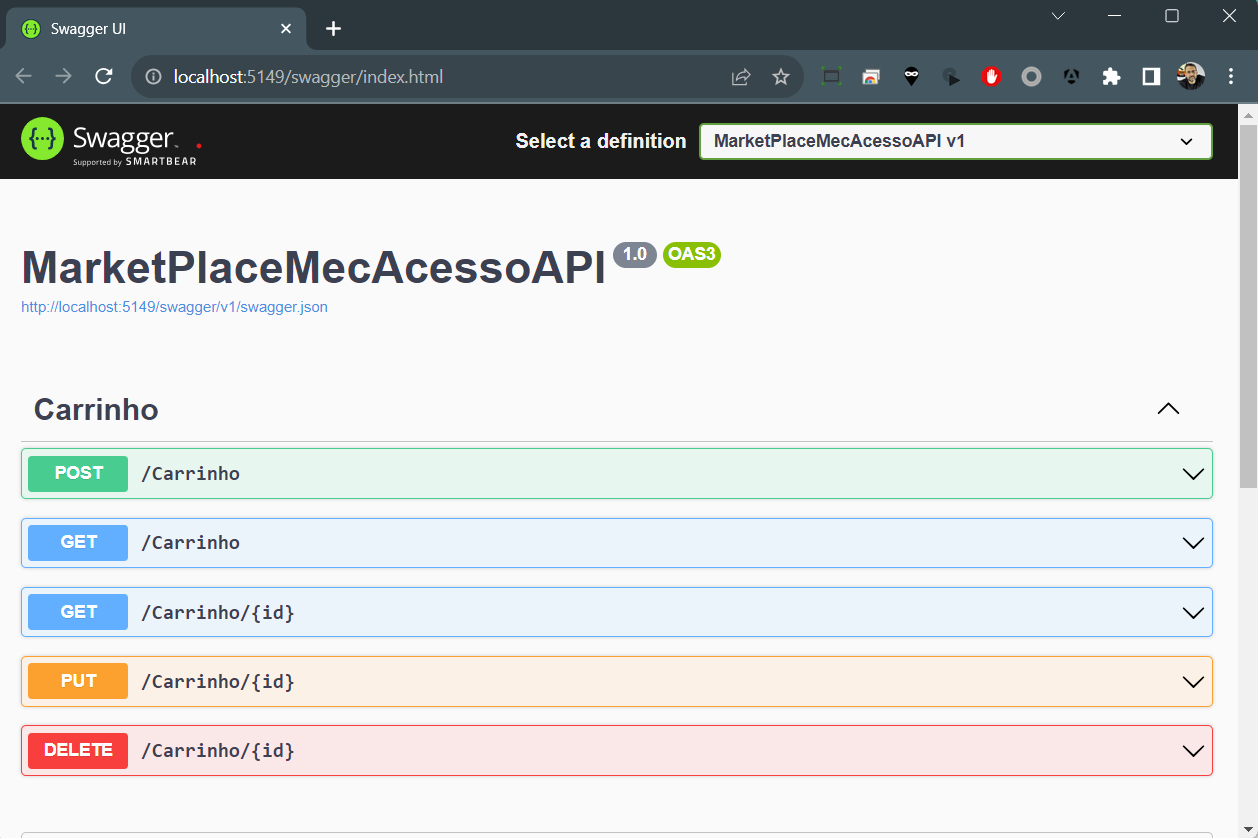 Swagger UI
localhost:5149/swagger/index.html
Swagger
Supported by SMARTBEAR
Select a definition
MarketPlaceMecAcessoAPI v1
MarketPlaceMecAcessoAPI 1.0 OAS3
http://localhost:5149/swagger/v1/swagger.json
Carrinho
POST /Carrinho
GET /Carrinho
GET /Carrinho/{id}
PUT /Carrinho/{id}
DELETE /Carrinho/{id}